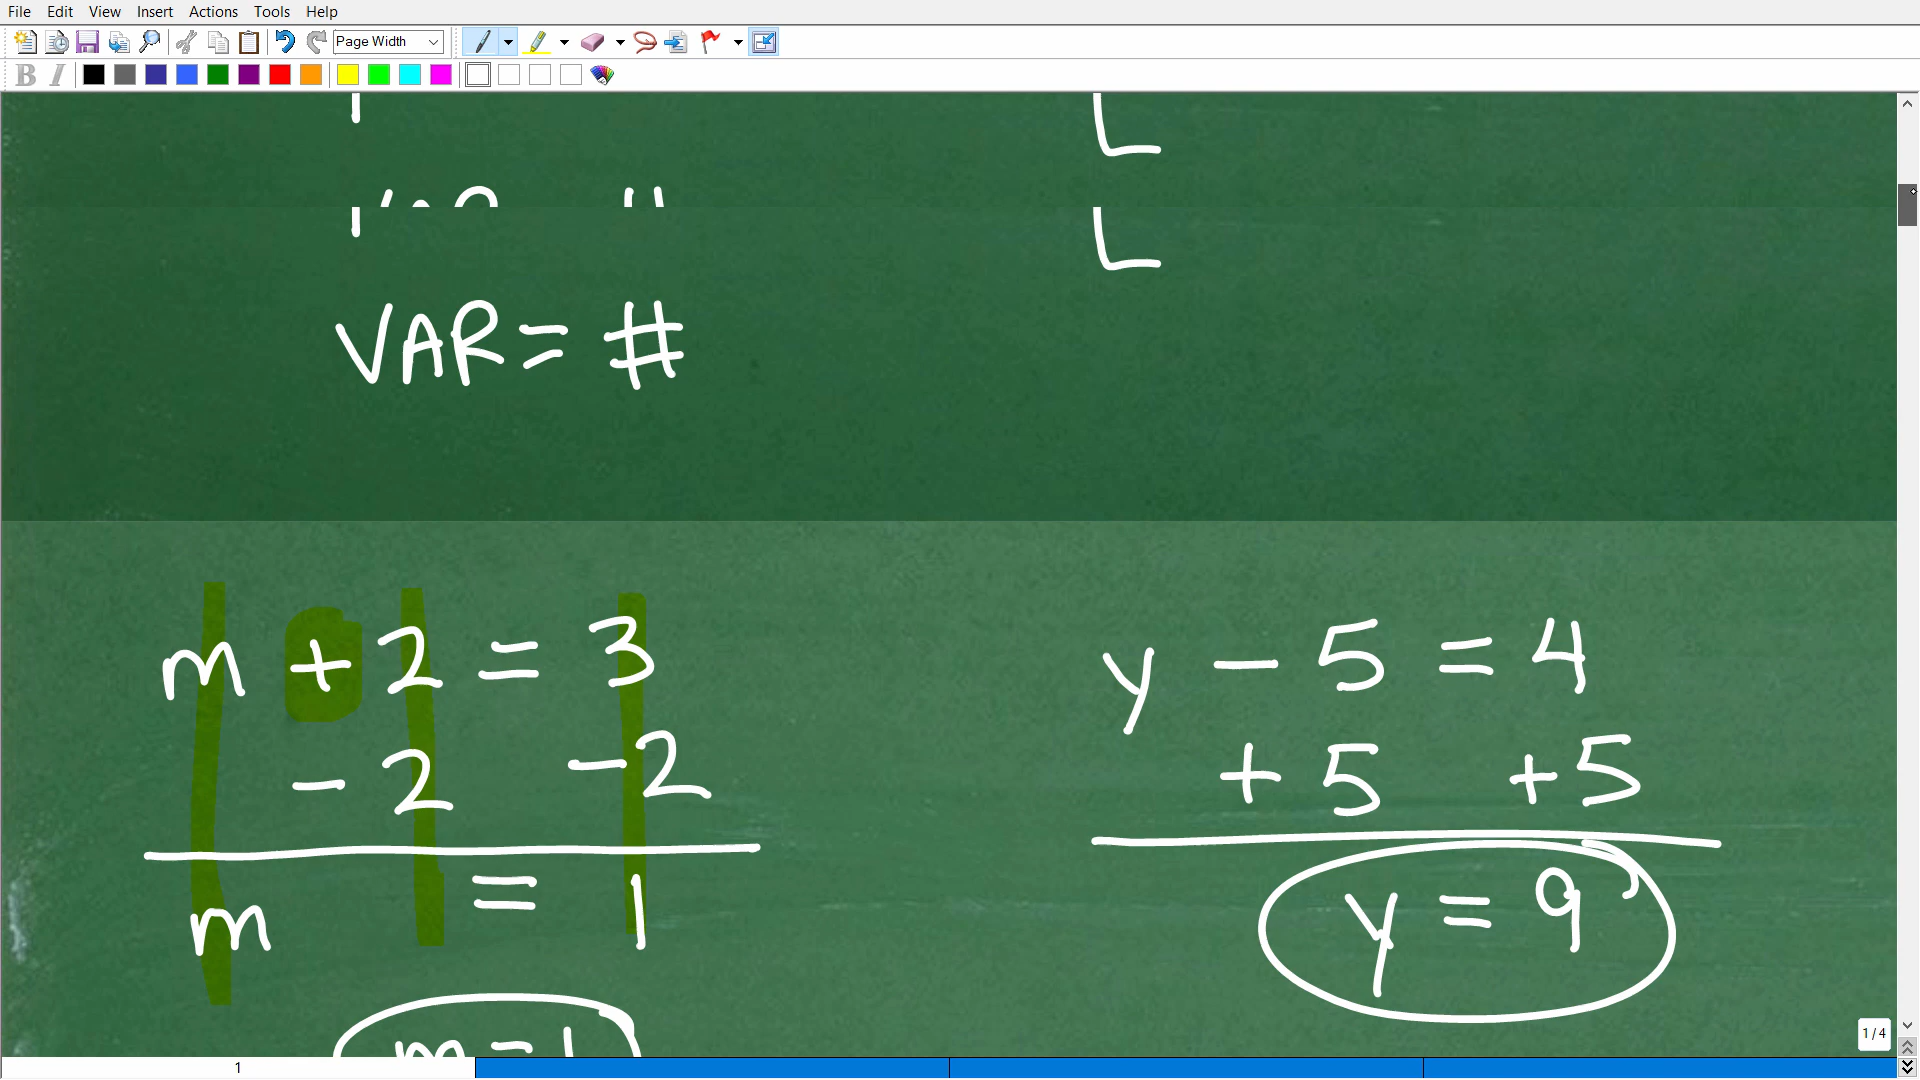 File Edit View Insert Actions Tools Help
Page Width
B I
VAR = #
m + 2 = 3
- 2 -2
m = 1
m = 1
y - 5 = 4
+ 5 +5
y = 9
1 / 4
1